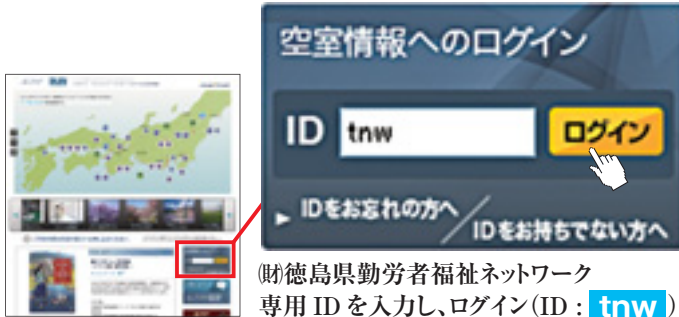 空室情報へのログイン
ID tnw ログイン
IDをお忘れの方へ/IDをお持ちでない方へ
㈶徳島県勤労者福祉ネットワーク
専用IDを入力し、ログイン(ID:tnw)